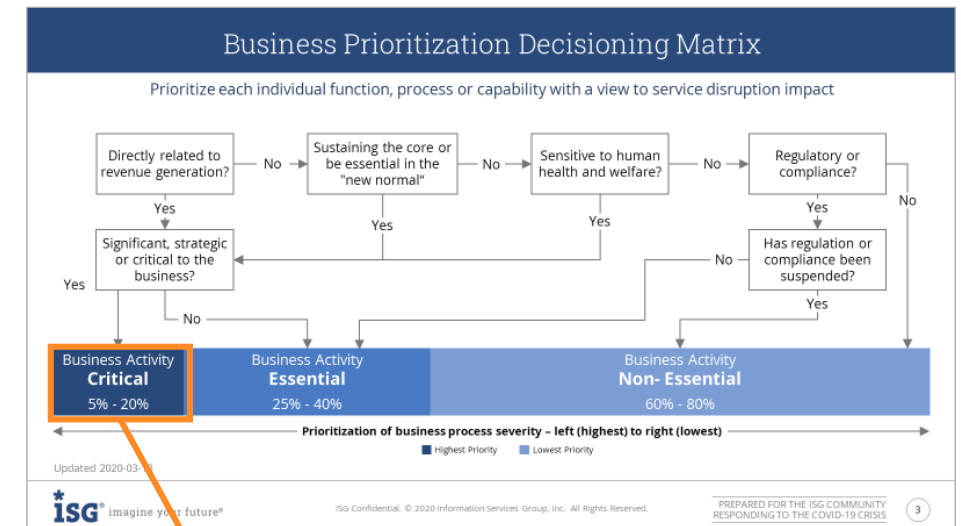 Business Prioritization Decisioning Matrix
Prioritize each individual function, process or capability with a view to service disruption impact
Directly related to
revenue generation?
No
Sustaining the core or
be essential in the
"new normal"
No
Sensitive to human
health and welfare?
No
Regulatory or
compliance?
No
Yes
Yes
Yes
Yes
Significant, strategic
or critical to the
business?
No
Has regulation or
compliance been
suspended?
Yes
No
Yes
Business Activity
Critical
5% - 20%
Business Activity
Essential
25% - 40%
Business Activity
Non- Essential
60% - 80%
Prioritization of business process severity – left (highest) to right (lowest)
Highest Priority
Lowest Priority
Updated 2020-03-
ISG® imagine your future®
ISG Confidential. © 2020 Information Services Group, Inc. All Rights Reserved.
PREPARED FOR THE ISG COMMUNITY
RESPONDING TO THE COVID-19 CRISIS
3